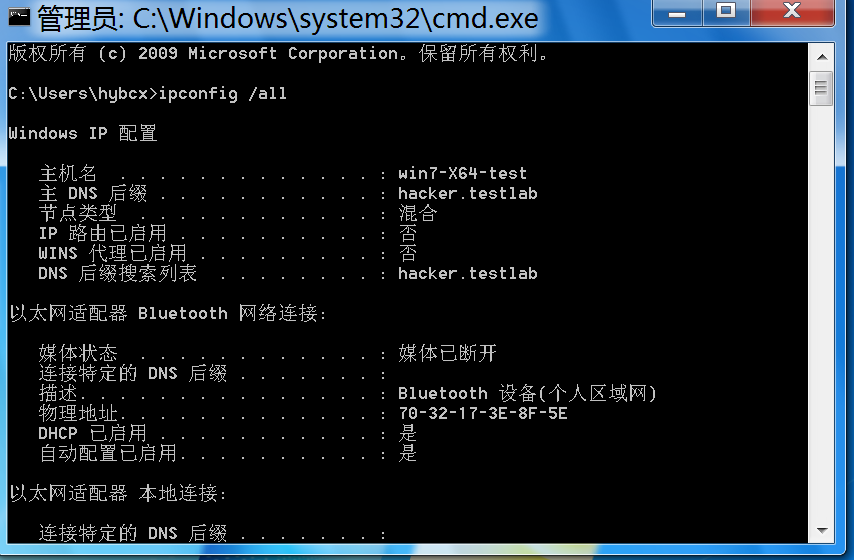 管理员: C:\Windows\system32\cmd.exe
版权所有 (c) 2009 Microsoft Corporation。保留所有权利。
C:\Users\hybcx>ipconfig /all
Windows IP 配置
主机名 . . . . . . . . . . . . . : win7-X64-test
主 DNS 后缀 . . . . . . . . . . . : hacker.testlab
节点类型 . . . . . . . . . . . . : 混合
IP 路由已启用 . . . . . . . . . . : 否
WINS 代理已启用 . . . . . . . . . : 否
DNS 后缀搜索列表 . . . . . . . . : hacker.testlab
以太网适配器 Bluetooth 网络连接:
媒体状态 . . . . . . . . . . . . : 媒体已断开
连接特定的 DNS 后缀 . . . . . . . :
描述. . . . . . . . . . . . . . . : Bluetooth 设备(个人区域网)
物理地址. . . . . . . . . . . . . : 70-32-17-3E-8F-5E
DHCP 已启用 . . . . . . . . . . . : 是
自动配置已启用. . . . . . . . . . : 是
以太网适配器 本地连接:
连接特定的 DNS 后缀 . . . . . . . :